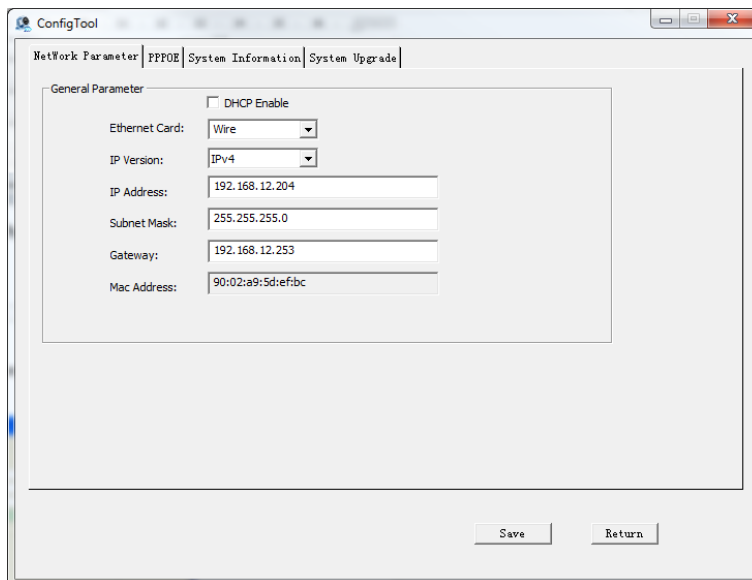 ConfigTool
NetWork Parameter PPPOE System Information System Upgrade
General Parameter
DHCP Enable
Ethernet Card: Wire
IP Version: IPv4
IP Address: 192.168.12.204
Subnet Mask: 255.255.255.0
Gateway: 192.168.12.253
Mac Address: 90:02:a9:5d:ef:bc
Save Return